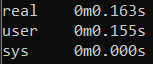 real    0m0.163s
user    0m0.155s
sys     0m0.000s